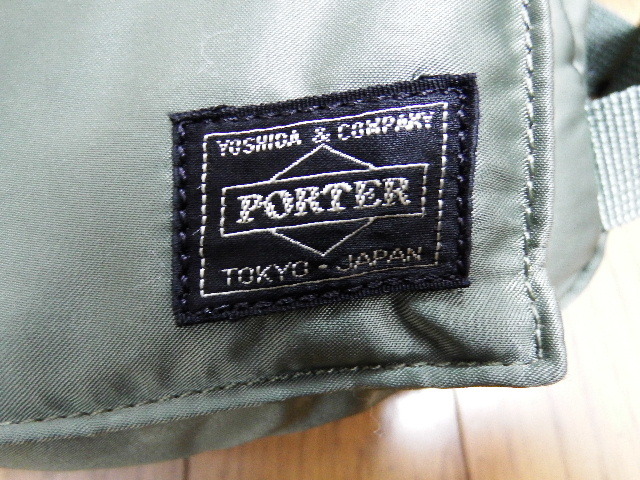 YOSHIDA & COMPANY
PORTER
TOKYO - JAPAN